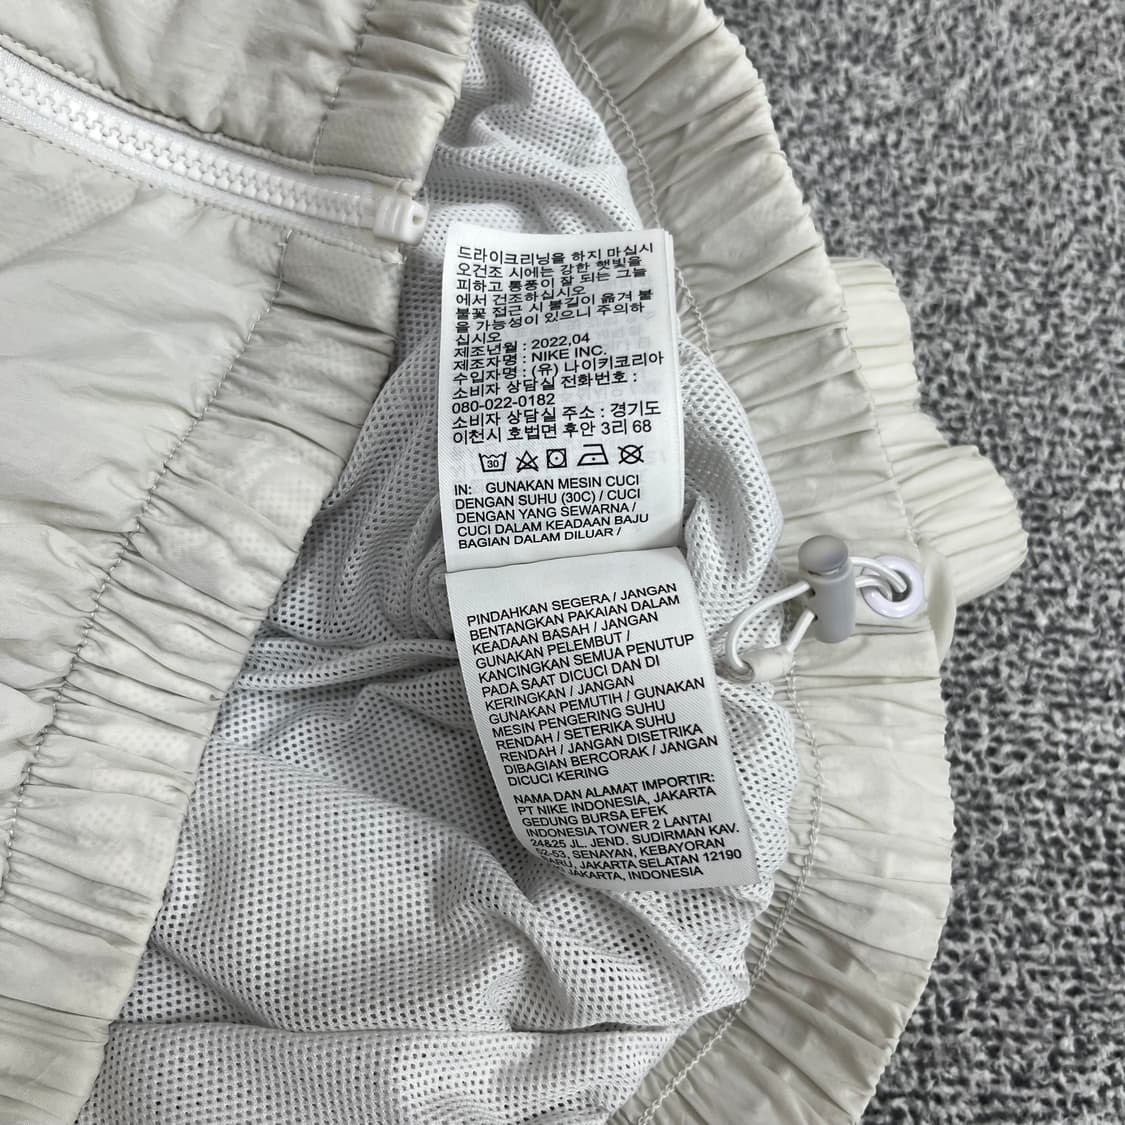 드라이크리닝을 하지 마십시
오건조 시에는 강한 햇빛을
피하고 통풍이 잘 되는 그늘
에서 건조하십시오
불꽃 접근 시 불길이 옮겨 붙
을 가능성이 있으니 주의하
십시오
제조년월 : 2022,04
제조자명 : NIKE INC.
수입자명 : (유) 나이키코리아
소비자 상담실 전화번호 :
080-022-0182
소비자 상담실 주소 : 경기도
이천시 호법면 후안 3리 68
30
IN: GUNAKAN MESIN CUCI
DENGAN SUHU (30C) / CUCI
DENGAN YANG SEWARNA /
CUCI DALAM KEADAAN BAJU
BAGIAN DALAM DILUAR /
PINDAHKAN SEGERA / JANGAN
BENTANGKAN PAKAIAN DALAM
KEADAAN BASAH / JANGAN
GUNAKAN PELEMBUT /
KANCINGKAN SEMUA PENUTUP
PADA SAAT DICUCI DAN DI
KERINGKAN / JANGAN
GUNAKAN PEMUTIH / GUNAKAN
MESIN PENGERING SUHU
RENDAH / SETERIKA SUHU
RENDAH / JANGAN DISETRIKA
DIBAGIAN BERCORAK / JANGAN
DICUCI KERING
NAMA DAN ALAMAT IMPORTIR:
PT NIKE INDONESIA, JAKARTA
GEDUNG BURSA EFEK
INDONESIA TOWER 2 LANTAI
24&25 JL. JEND. SUDIRMAN KAV.
52-53, SENAYAN, KEBAYORAN
JAKARTA SELATAN 12190
INDONESIA